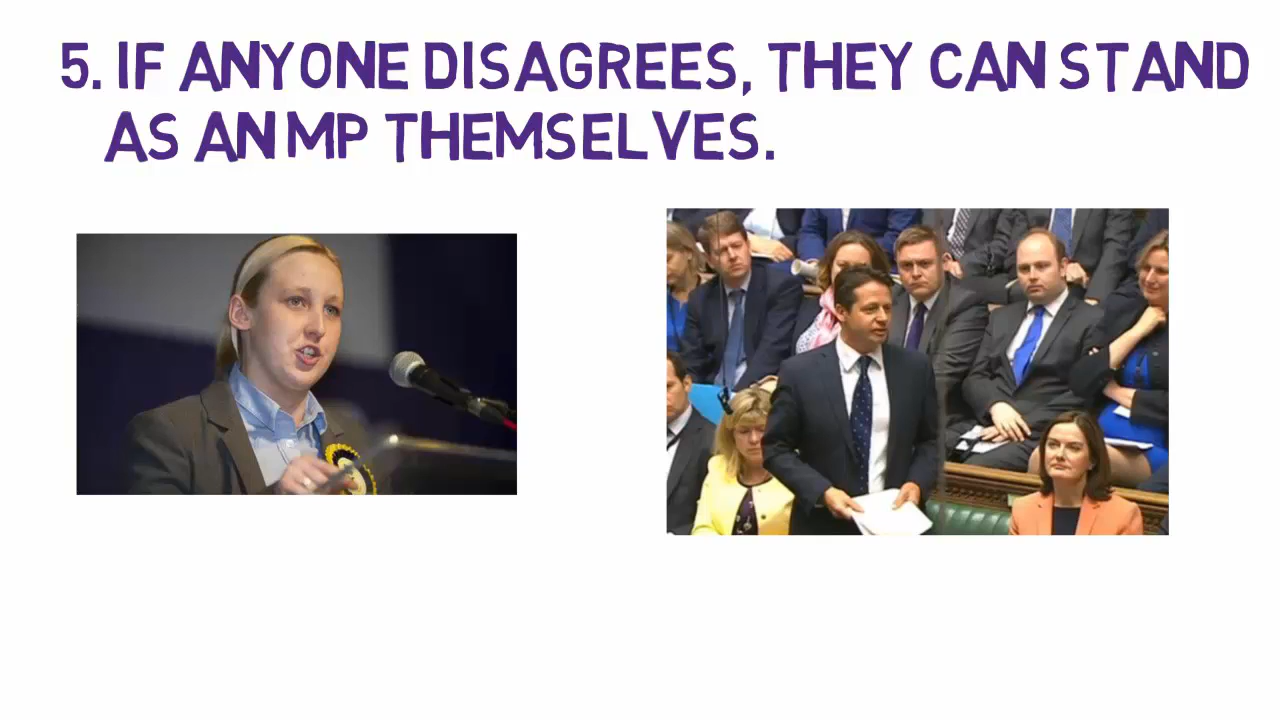 5. IF ANYONE DISAGREES, THEY CAN STAND
AS AN MP THEMSELVES.